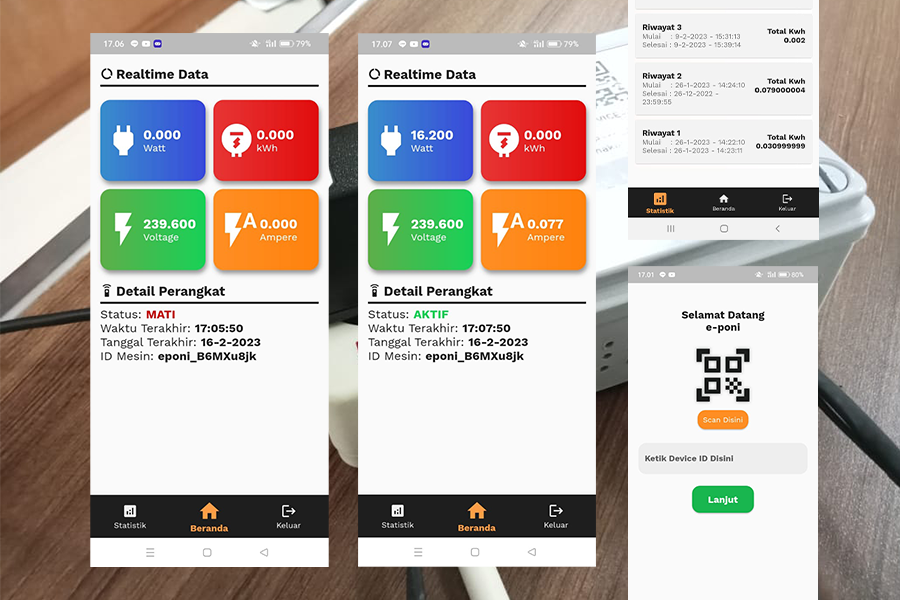 17.06
79%
Realtime Data
0.000
Watt
0.000
kWh
239.600
Voltage
A 0.000
Ampere
Detail Perangkat
Status: MATI
Waktu Terakhir: 17:05:50
Tanggal Terakhir: 16-2-2023
ID Mesin: eponi_B6MXu8jk
Statistik
Beranda
Keluar
17.07
79%
Realtime Data
16.200
Watt
0.000
kWh
239.600
Voltage
A 0.077
Ampere
Detail Perangkat
Status: AKTIF
Waktu Terakhir: 17:07:50
Tanggal Terakhir: 16-2-2023
ID Mesin: eponi_B6MXu8jk
Statistik
Beranda
Keluar
Riwayat 3
Mulai : 9-2-2023 - 15:31:13
Selesai : 9-2-2023 - 15:39:14
Total Kwh
0.002
Riwayat 2
Mulai : 26-1-2023 - 14:24:10
Selesai : 26-12-2022 -
23:59:55
Total Kwh
0.079000004
Riwayat 1
Mulai : 26-1-2023 - 14:22:10
Selesai : 26-1-2023 - 14:23:11
Total Kwh
0.030999999
Statistik
Beranda
Keluar
17.01
80%
Selamat Datang
e-poni
Scan Disini
Ketik Device ID Disini
Lanjut